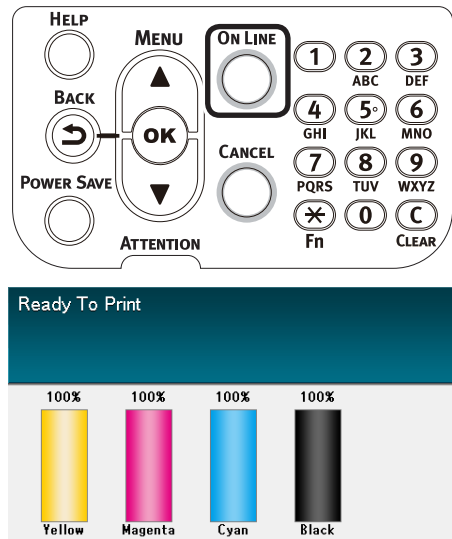 HELP
MENU
ON LINE
1 2 3
ABC DEF
BACK
4 5 6
GHI JKL MNO
OK
CANCEL
7 8 9
PQRS TUV WXYZ
POWER SAVE
0 C
Fn CLEAR
ATTENTION
Ready To Print
100% 100% 100% 100%
Yellow Magenta Cyan Black